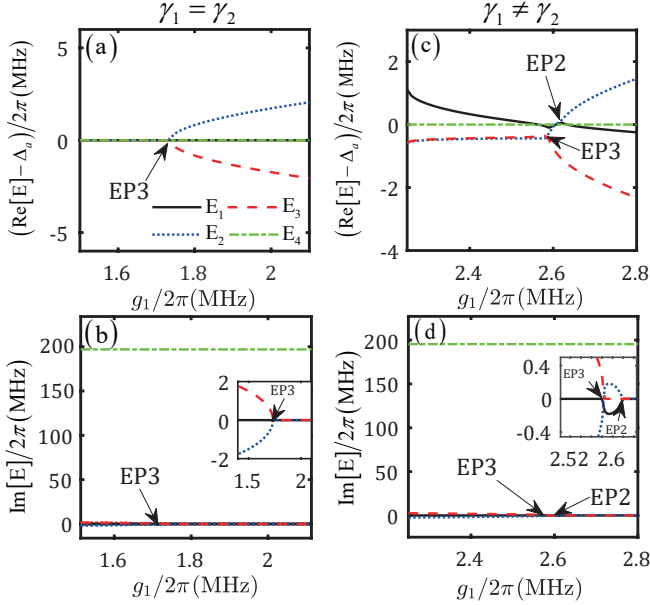 γ₁ = γ₂
γ₁ ≠ γ₂
(a)
(Re[E]−Δₐ)/2π(MHz)
5
0
-5
EP3
E₁
E₃
E₂
E₄
1.6
1.8
2
g₁/2π(MHz)
(c)
(Re[E]−Δₐ)/2π(MHz)
4
2
0
-2
-4
EP2
EP3
2.4
2.6
2.8
g₁/2π(MHz)
(b)
Im[E]/2π(MHz)
200
150
100
50
0
2
0
-2
EP3
1.5
2
EP3
1.6
1.8
2
g₁/2π(MHz)
(d)
Im[E]/2π(MHz)
200
150
100
50
0
0.5
0
-0.4
EP3
EP2
2.52
2.6
EP3
EP2
2.4
2.6
2.8
g₁/2π(MHz)